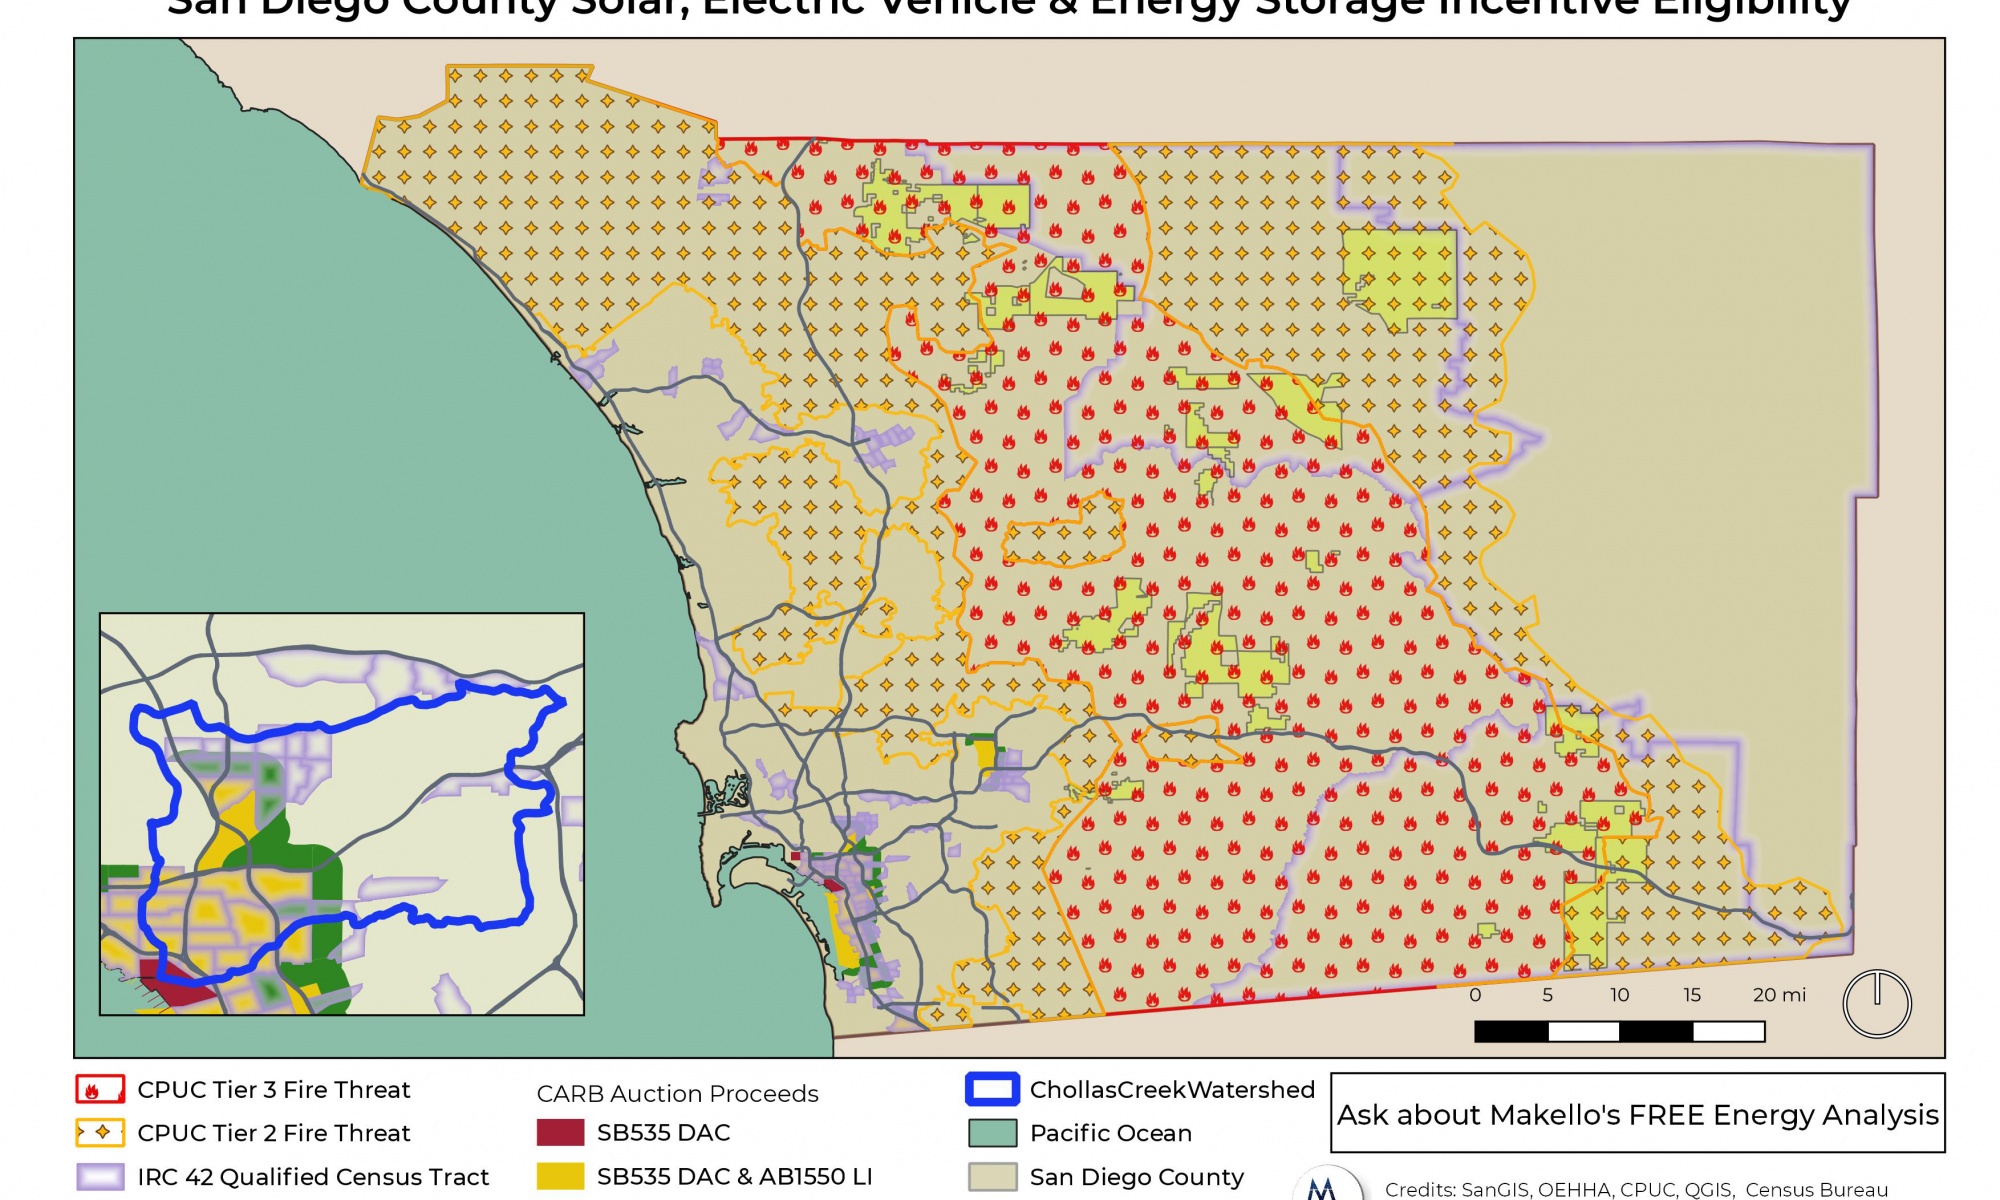 San Diego County Solar, Electric Vehicle & Energy Storage Incentive Eligibility
0 5 10 15 20 mi
CPUC Tier 3 Fire Threat
CPUC Tier 2 Fire Threat
IRC 42 Qualified Census Tract
CARB Auction Proceeds
SB535 DAC
SB535 DAC & AB1550 LI
ChollasCreekWatershed
Pacific Ocean
San Diego County
Ask about Makello's FREE Energy Analysis
M
Credits: SanGIS, OEHHA, CPUC, QGIS, Census Bureau